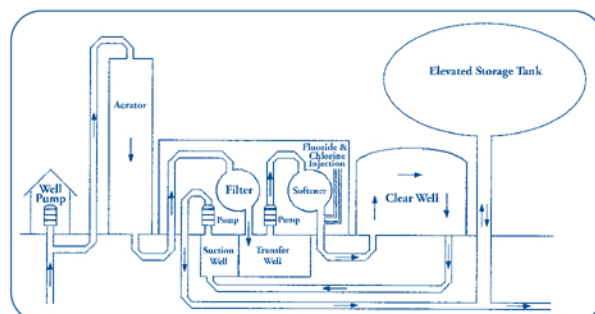 Elevated Storage Tank
Aerator
Fluoride &
Chlorine
Injection
Well
Pump
Filter
Softener
Clear Well
Pump
Pump
Suction
Well
Transfer
Well